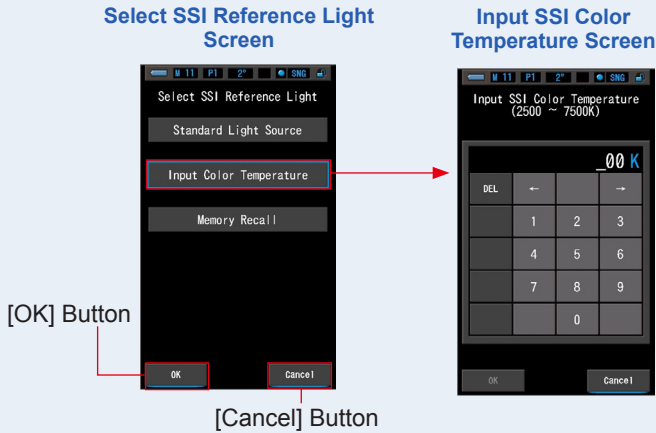 Select SSI Reference Light
Screen
M 11 P1 2° SNG
Select SSI Reference Light
Standard Light Source
Input Color Temperature
Memory Recall
OK Cancel
[OK] Button
[Cancel] Button
Input SSI Color
Temperature Screen
M 11 P1 2° SNG
Input SSI Color Temperature
(2500 ~ 7500K)
_00 K
DEL ← →
1 2 3
4 5 6
7 8 9
0
OK Cancel